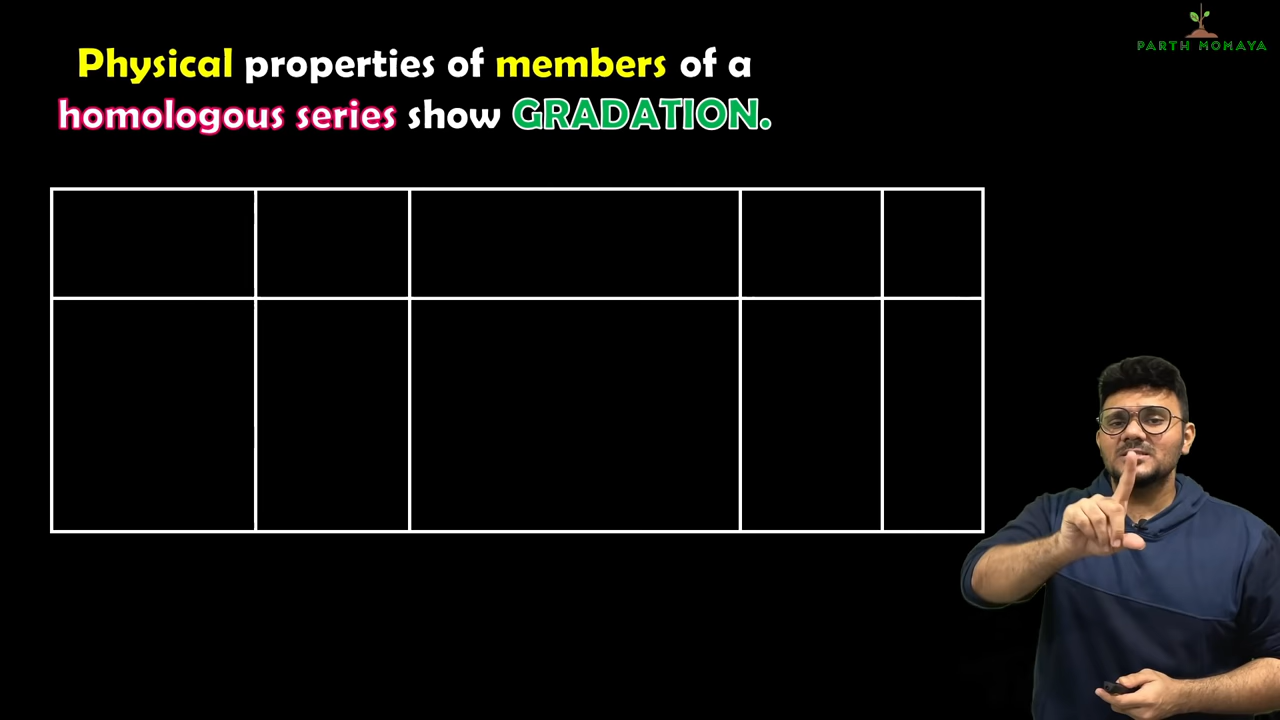 PARTH MOMAYA
Physical properties of members of a
homologous series show GRADATION.